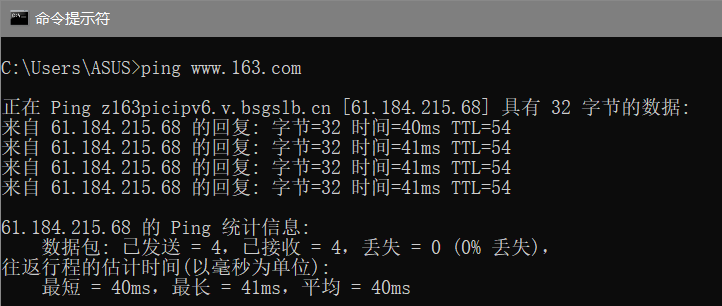 命令提示符
C:\Users\ASUS>ping www.163.com
正在 Ping z163picipv6.v.bsgslb.cn [61.184.215.68] 具有 32 字节的数据:
来自 61.184.215.68 的回复: 字节=32 时间=40ms TTL=54
来自 61.184.215.68 的回复: 字节=32 时间=41ms TTL=54
来自 61.184.215.68 的回复: 字节=32 时间=41ms TTL=54
来自 61.184.215.68 的回复: 字节=32 时间=41ms TTL=54
61.184.215.68 的 Ping 统计信息:
数据包: 已发送 = 4，已接收 = 4，丢失 = 0 (0% 丢失)，
往返行程的估计时间(以毫秒为单位):
最短 = 40ms，最长 = 41ms，平均 = 40ms